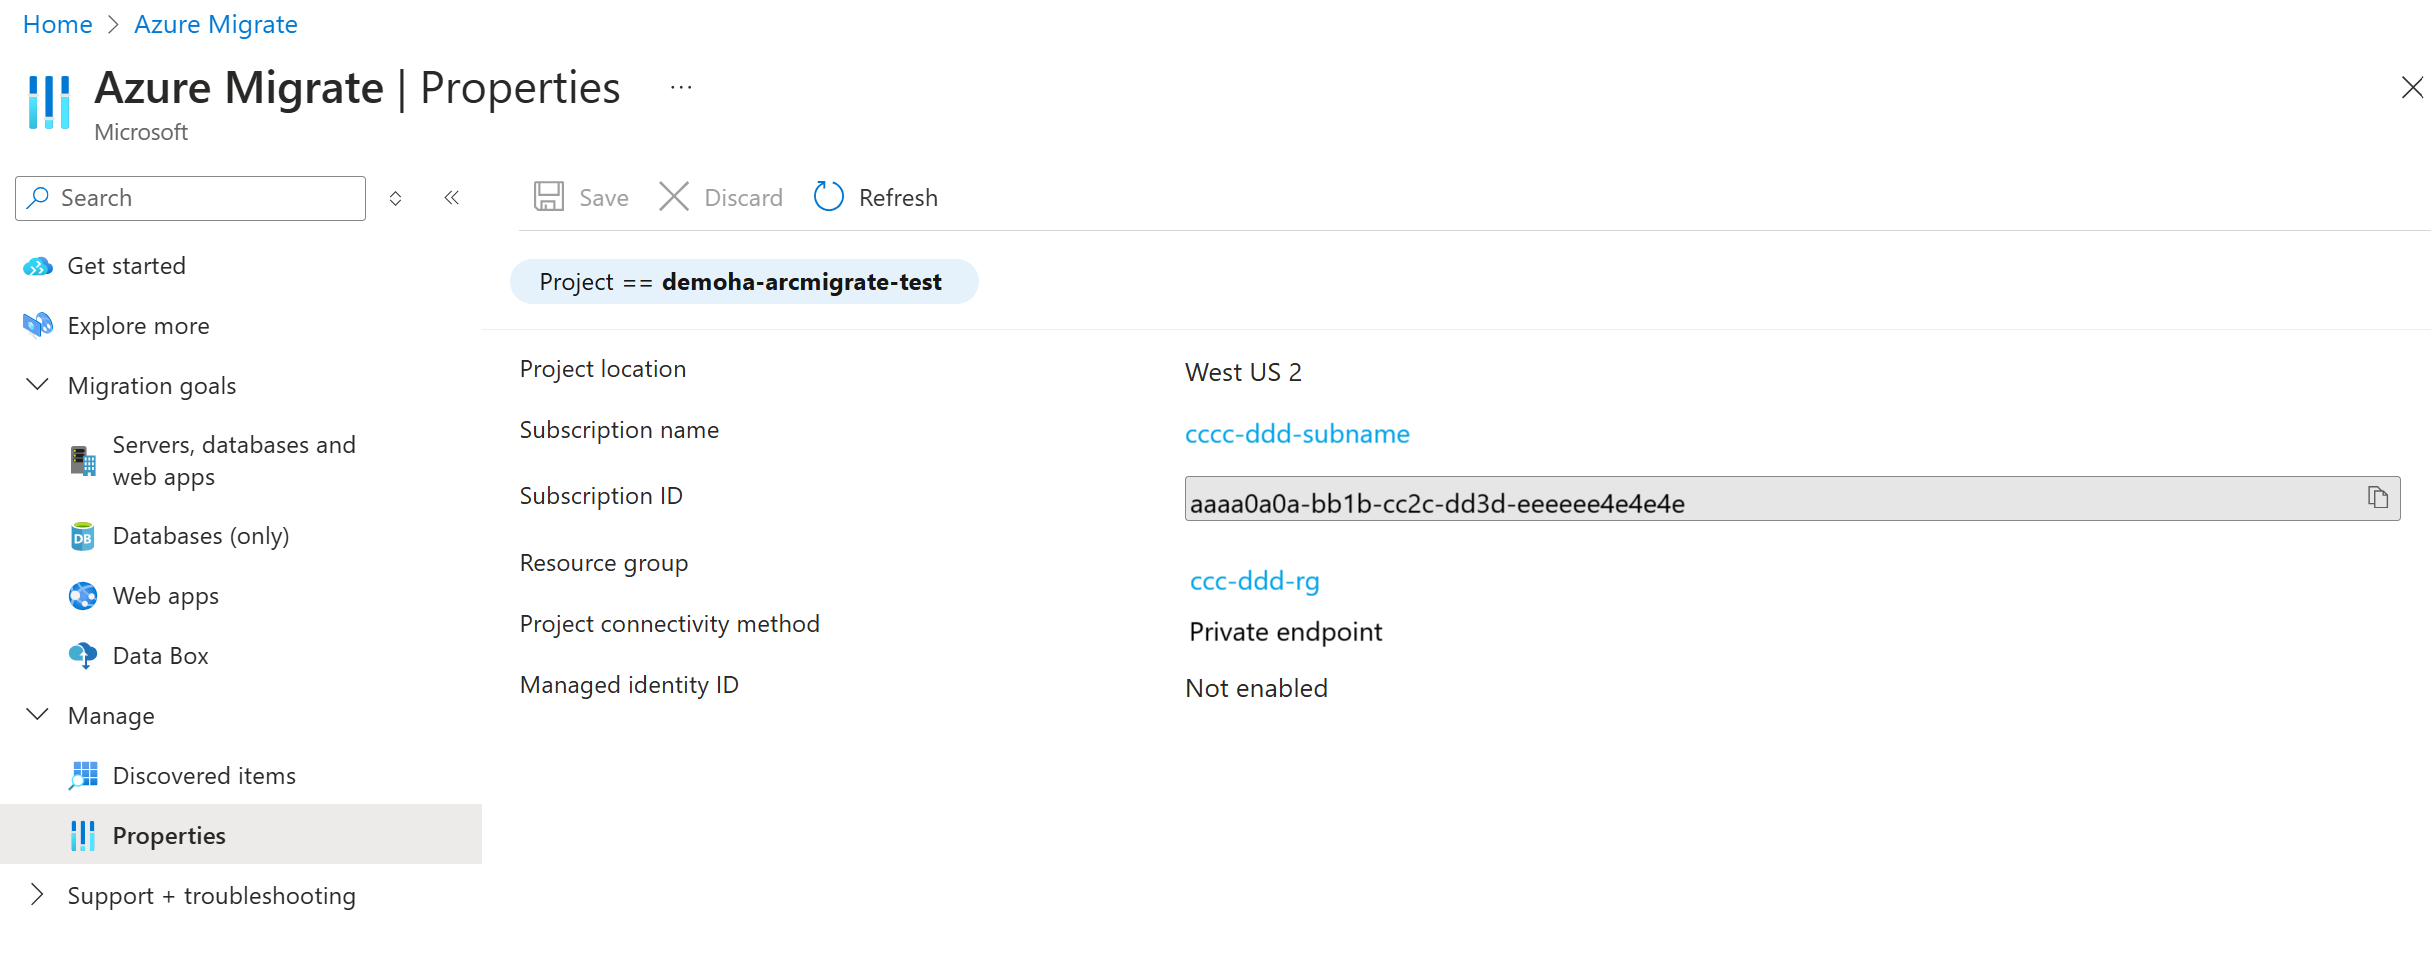 Home > Azure Migrate
Azure Migrate | Properties ...
Microsoft
Search
Save Discard Refresh
Get started
Explore more
Migration goals
Servers, databases and
web apps
Databases (only)
Web apps
Data Box
Manage
Discovered items
Properties
Support + troubleshooting
Project == demoha-arcmigrate-test
Project location West US 2
Subscription name cccc-ddd-subname
Subscription ID aaaa0a0a-bb1b-cc2c-dd3d-eeeeee4e4e4e
Resource group ccc-ddd-rg
Project connectivity method Private endpoint
Managed identity ID Not enabled